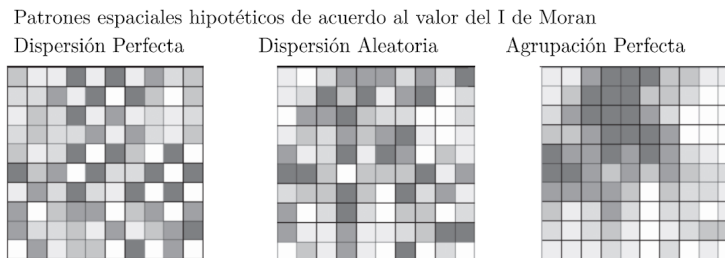 Patrones espaciales hipotéticos de acuerdo al valor del I de Moran
Dispersión Perfecta
Dispersión Aleatoria
Agrupación Perfecta